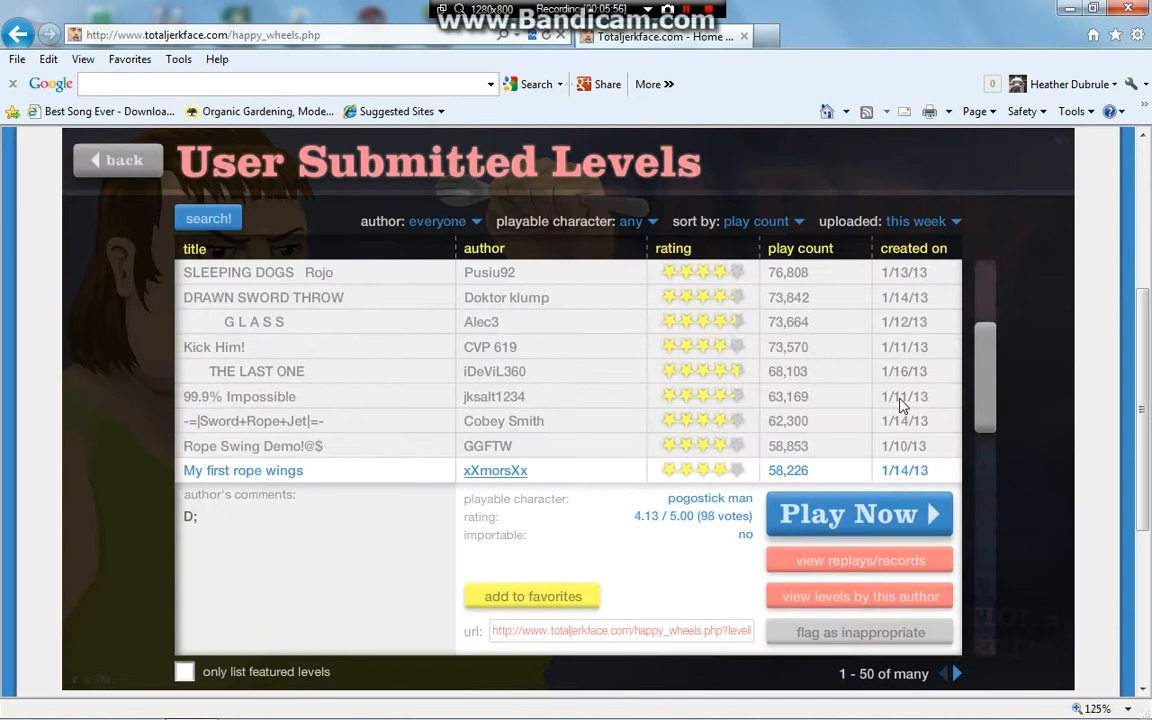 1280x800 Recording [00:05:56]
www.Bandicam.com
http://www.totaljerkface.com/happy_wheels.php
Totaljerkface.com - Home ...
File Edit View Favorites Tools Help
Google Search Share More » 0 Heather Dubrule
Best Song Ever - Downloa... Organic Gardening, Mode... Suggested Sites Page Safety Tools
back User Submitted Levels
search! author: everyone playable character: any sort by: play count uploaded: this week
title author rating play count created on
SLEEPING DOGS Rojo Pusiu92 76,808 1/13/13
DRAWN SWORD THROW Doktor klump 73,842 1/14/13
G L A S S Alec3 73,664 1/12/13
Kick Him! CVP 619 73,570 1/11/13
THE LAST ONE iDeViL360 68,103 1/16/13
99.9% Impossible jksalt1234 63,169 1/11/13
-=|Sword+Rope+Jet|=- Cobey Smith 62,300 1/14/13
Rope Swing Demo!@$ GGFTW 58,853 1/10/13
My first rope wings xXmorsXx 58,226 1/14/13
author's comments:
D;
playable character: pogostick man
rating: 4.13 / 5.00 (98 votes)
importable: no
Play Now
view replays/records
add to favorites view levels by this author
url: http://www.totaljerkface.com/happy_wheels.php?leveli
flag as inappropriate
only list featured levels 1 - 50 of many
125%